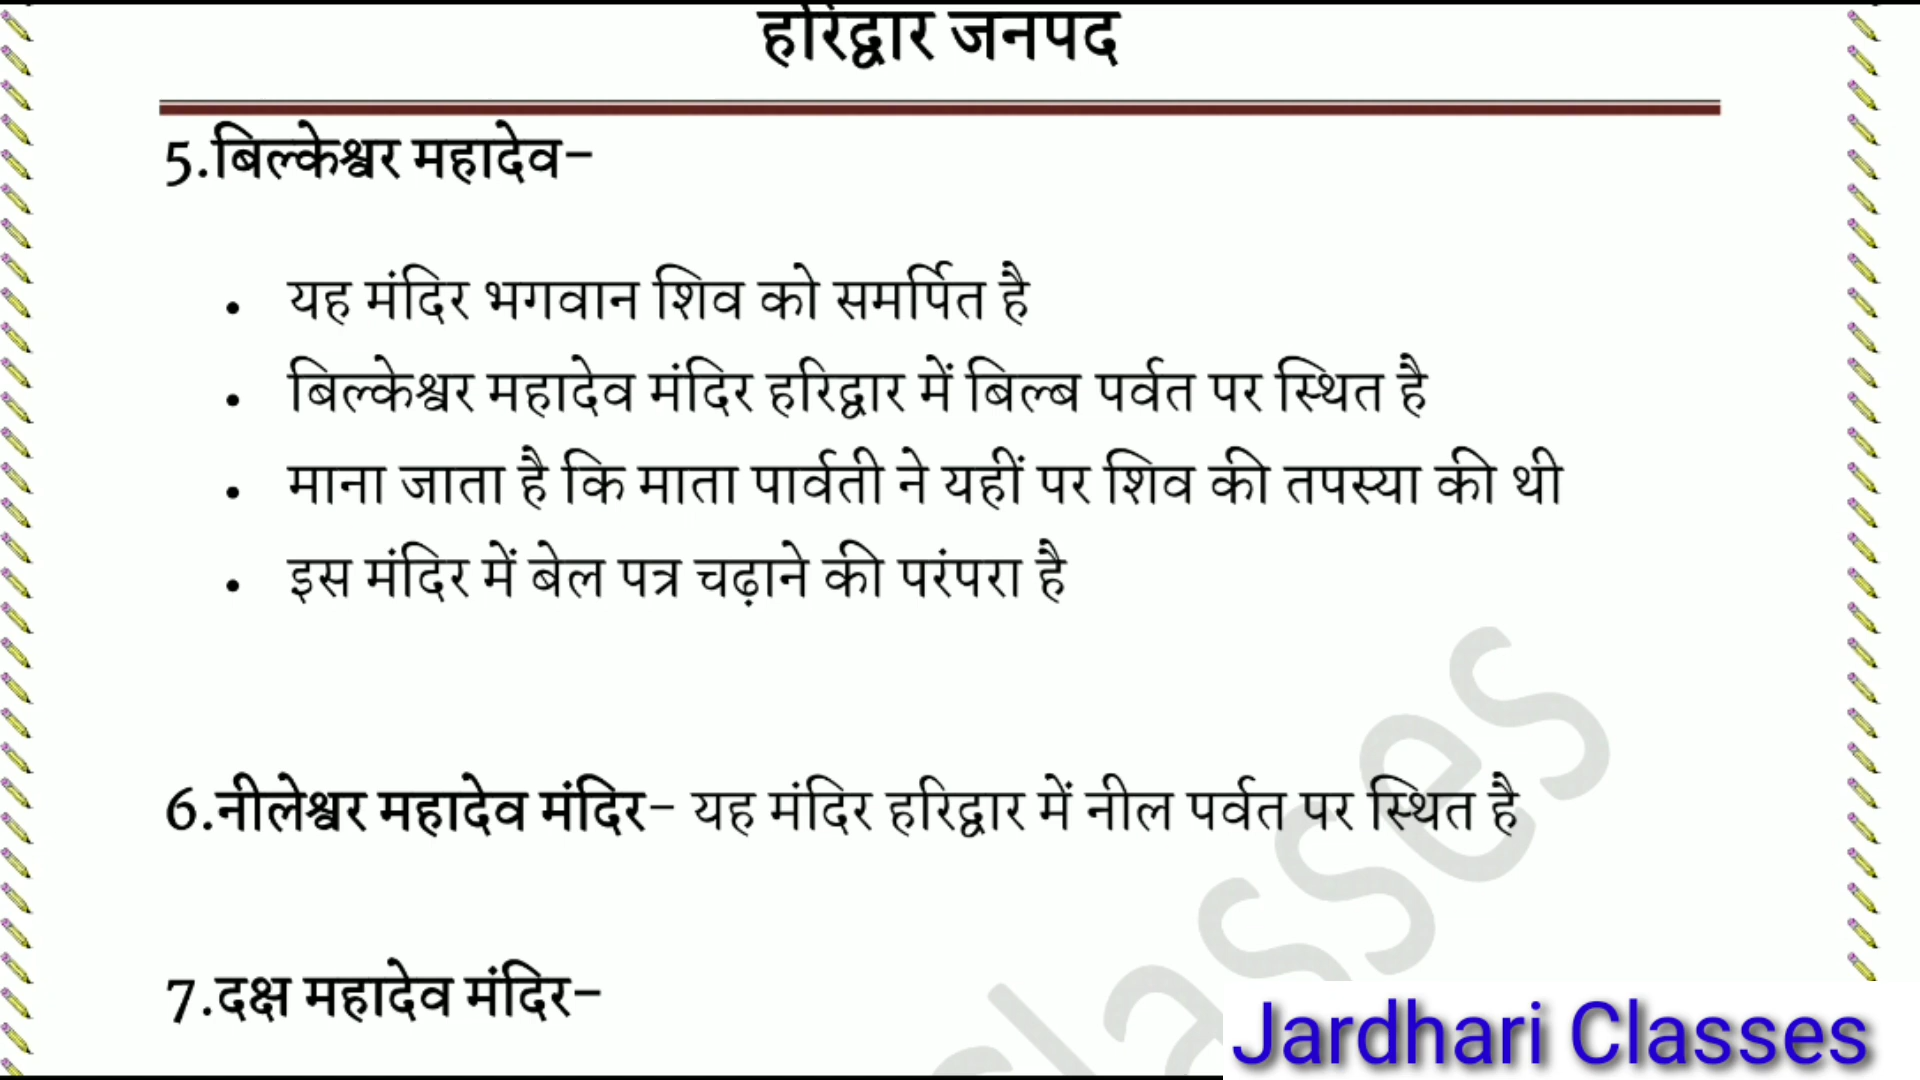 हरिद्वार जनपद
5.बिल्केश्वर महादेव–
• यह मंदिर भगवान शिव को समर्पित है
• बिल्केश्वर महादेव मंदिर हरिद्वार में बिल्ब पर्वत पर स्थित है
• माना जाता है कि माता पार्वती ने यहीं पर शिव की तपस्या की थी
• इस मंदिर में बेल पत्र चढ़ाने की परंपरा है
6.नीलेश्वर महादेव मंदिर– यह मंदिर हरिद्वार में नील पर्वत पर स्थित है
7.दक्ष महादेव मंदिर–
classes
Jardhari Classes